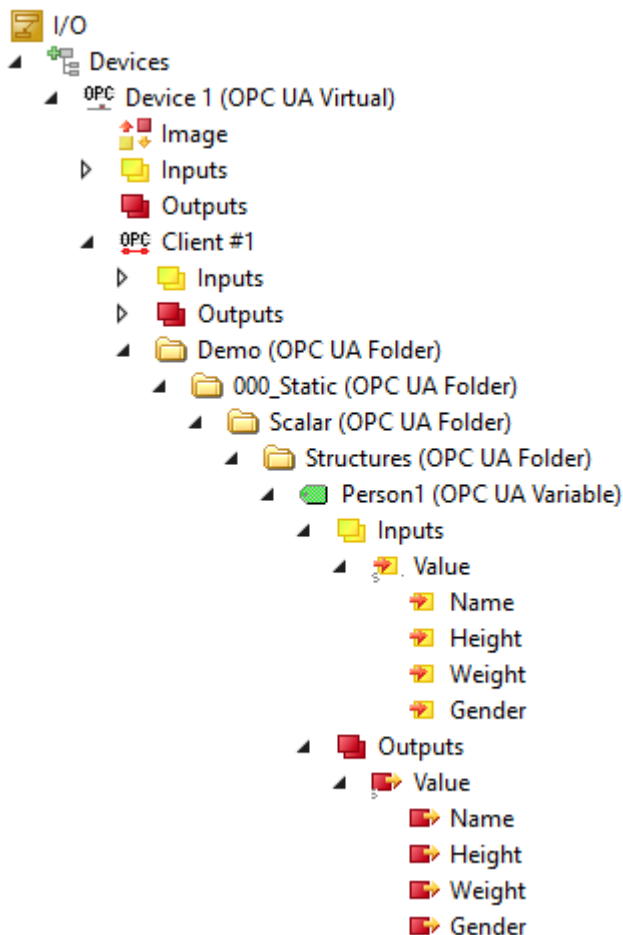 I/O
Devices
OPC Device 1 (OPC UA Virtual)
Image
Inputs
Outputs
OPC Client #1
Inputs
Outputs
Demo (OPC UA Folder)
000_Static (OPC UA Folder)
Scalar (OPC UA Folder)
Structures (OPC UA Folder)
Person1 (OPC UA Variable)
Inputs
S Value
Name
Height
Weight
Gender
Outputs
S Value
Name
Height
Weight
Gender